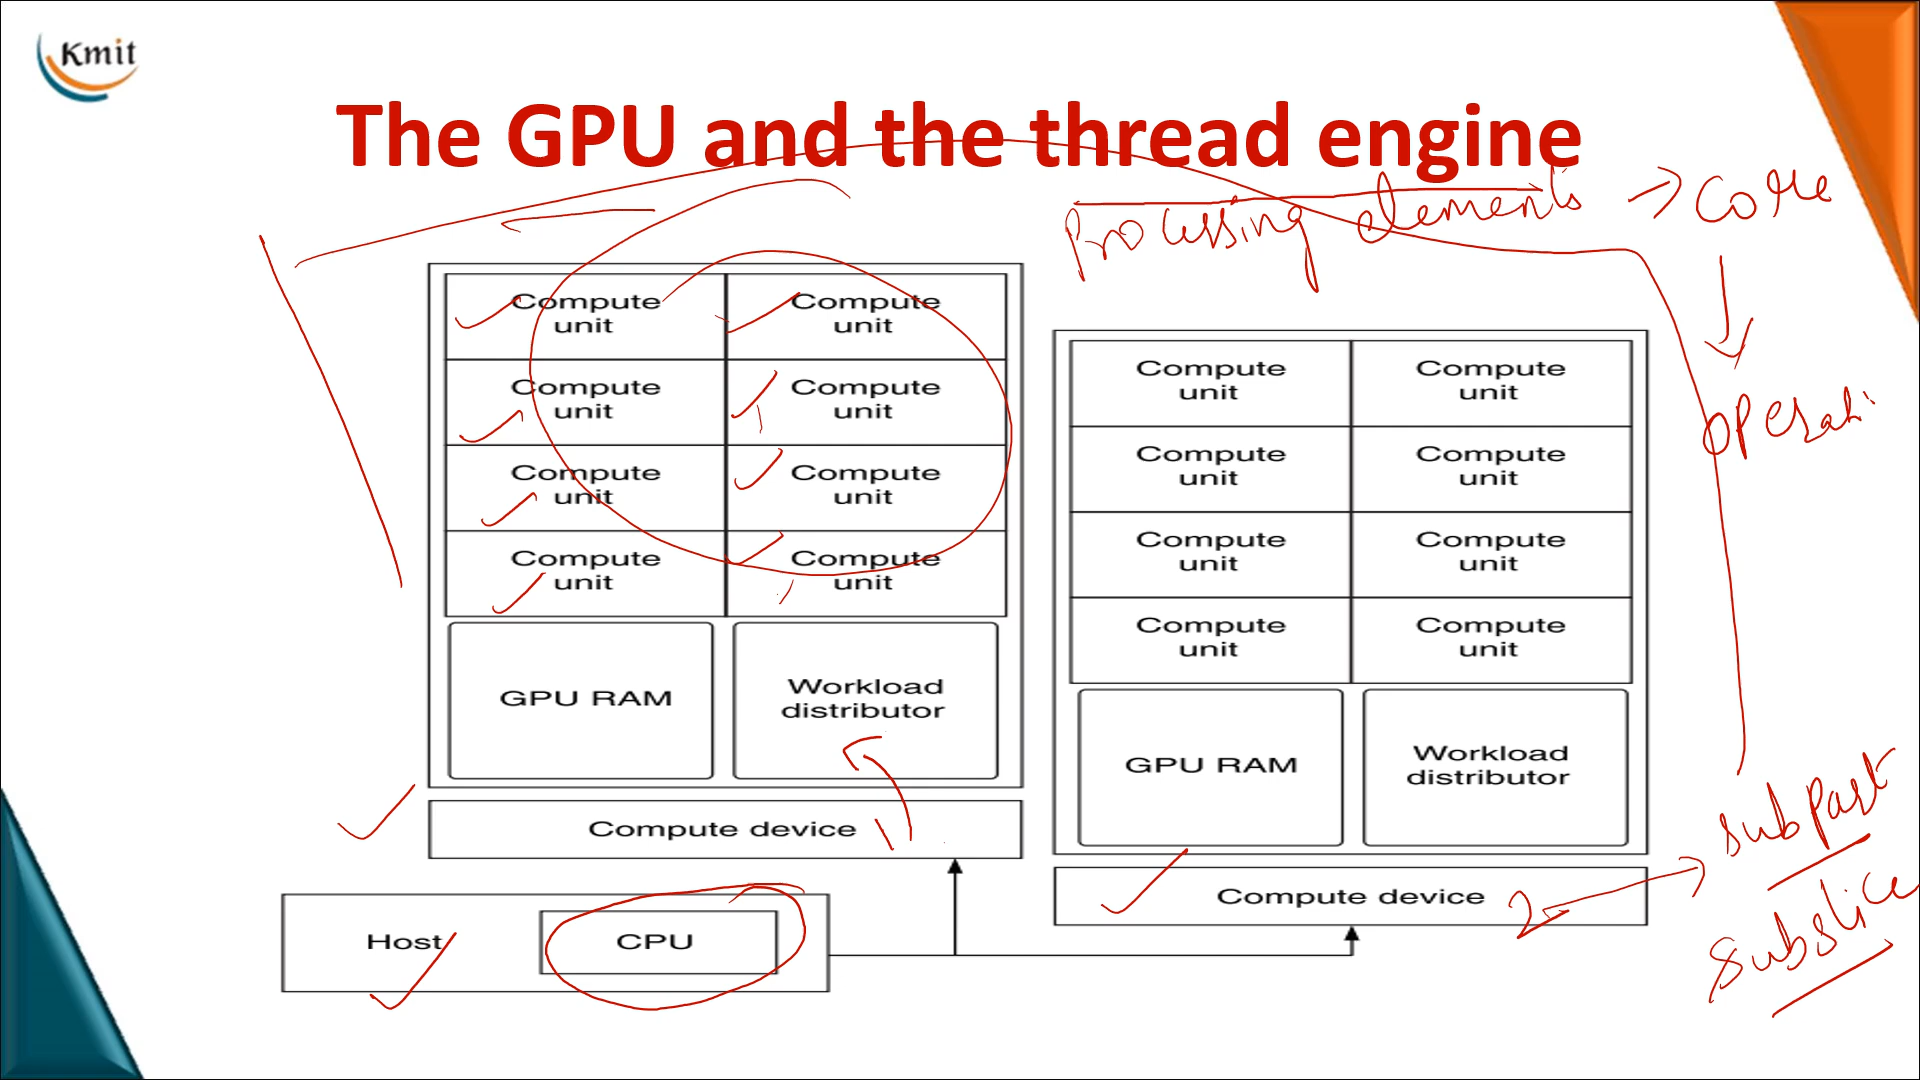 Kmit
The GPU and the thread engine
Processing elements → core
operati
Compute unit
Compute unit
Compute unit
Compute unit
Compute unit
Compute unit
Compute unit
Compute unit
GPU RAM
Workload distributor
Compute device 1
Compute unit
Compute unit
Compute unit
Compute unit
Compute unit
Compute unit
Compute unit
Compute unit
GPU RAM
Workload distributor
Compute device 2
sub part
subslice
Host
CPU